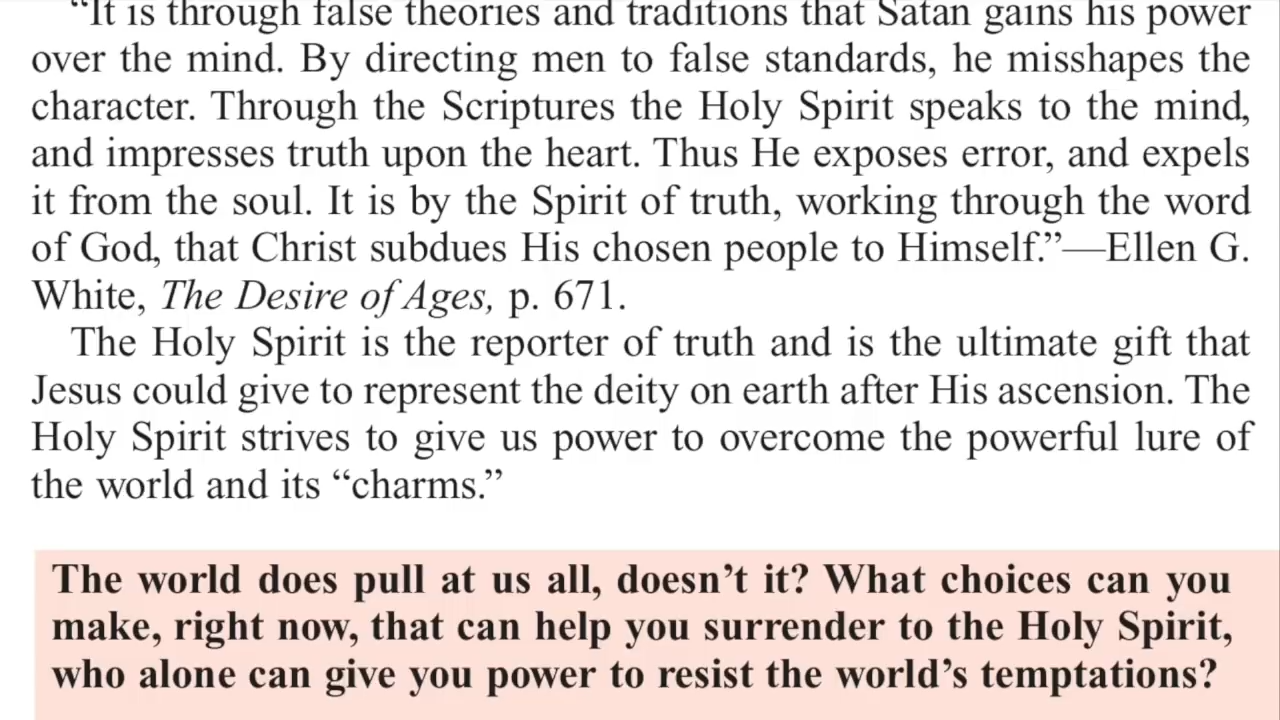 “It is through false theories and traditions that Satan gains his power
over the mind. By directing men to false standards, he misshapes the
character. Through the Scriptures the Holy Spirit speaks to the mind,
and impresses truth upon the heart. Thus He exposes error, and expels
it from the soul. It is by the Spirit of truth, working through the word
of God, that Christ subdues His chosen people to Himself.”—Ellen G.
White, The Desire of Ages, p. 671.
The Holy Spirit is the reporter of truth and is the ultimate gift that
Jesus could give to represent the deity on earth after His ascension. The
Holy Spirit strives to give us power to overcome the powerful lure of
the world and its “charms.”
The world does pull at us all, doesn’t it? What choices can you
make, right now, that can help you surrender to the Holy Spirit,
who alone can give you power to resist the world’s temptations?